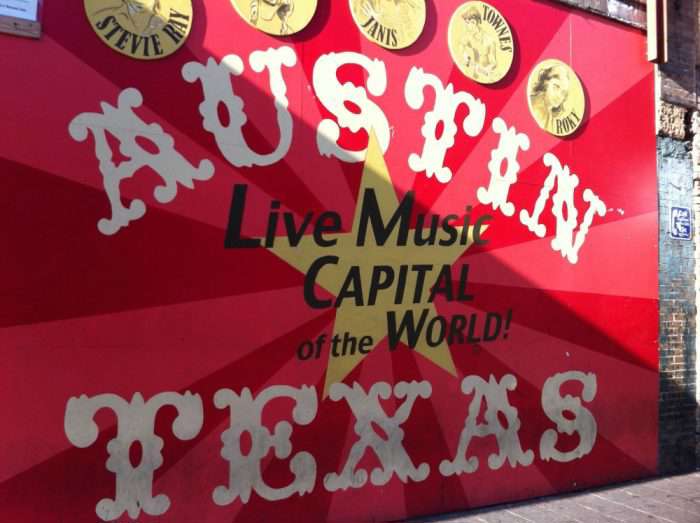 STEVIE RAY
JANIS
TOWNES
ROKY
AUSTIN
Live Music
CAPITAL
of the WORLD!
TEXAS